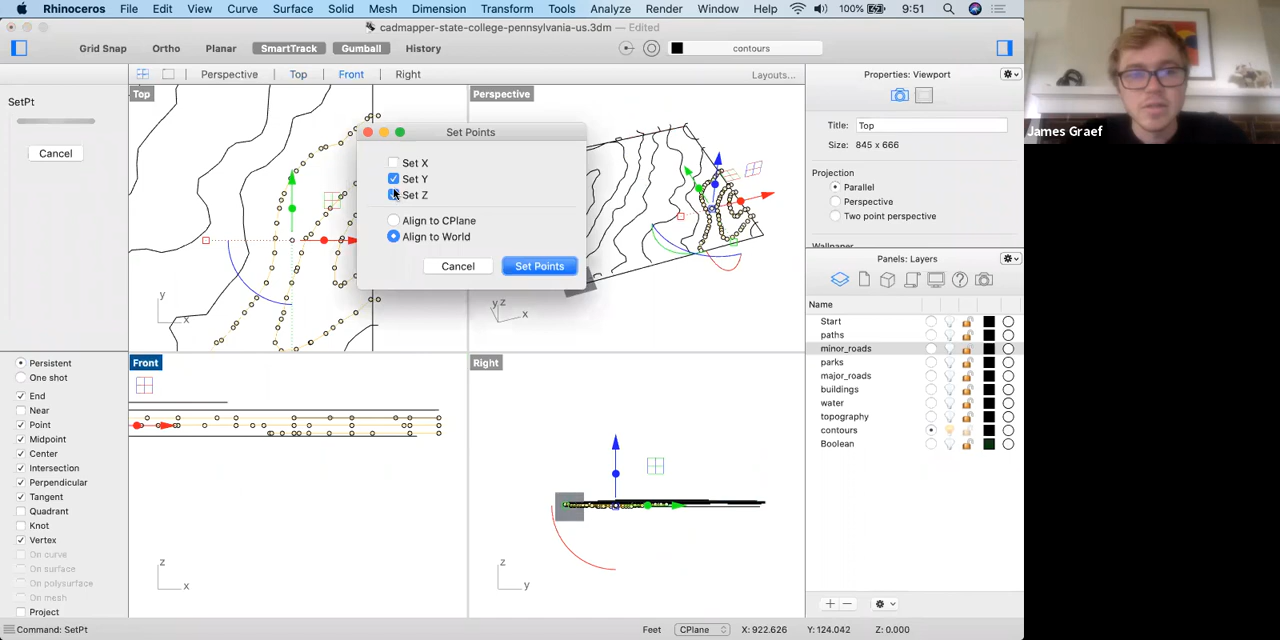 Rhinoceros File Edit View Curve Surface Solid Mesh Dimension Transform Tools Analyze Render Window Help 100% 9:51
cadmapper-state-college-pennsylvania-us.3dm — Edited
Grid Snap Ortho Planar SmartTrack Gumball History contours
Perspective Top Front Right Layouts...
SetPt
Cancel
Top
Perspective
Set Points
Set X
Set Y
Set Z
Align to CPlane
Align to World
Cancel Set Points
y
x
y z
x
Front
Right
z
x
z
y
Persistent
One shot
End
Near
Point
Midpoint
Center
Intersection
Perpendicular
Tangent
Quadrant
Knot
Vertex
On curve
On surface
On polysurface
On mesh
Project
Properties: Viewport
Title: Top
Size: 845 x 666
Projection
Parallel
Perspective
Two point perspective
Wallpaper
Panels: Layers
Name
Start
paths
minor_roads
parks
major_roads
buildings
water
topography
contours
Boolean
Command: SetPt Feet CPlane X: 922.626 Y: 124.042 Z: 0.000
James Graef